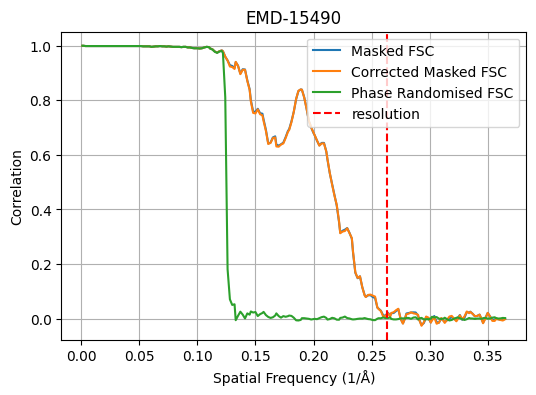 EMD-15490
Masked FSC
Corrected Masked FSC
Phase Randomised FSC
resolution
Correlation
1.0
0.8
0.6
0.4
0.2
0.0
0.00 0.05 0.10 0.15 0.20 0.25 0.30 0.35
Spatial Frequency (1/Å)